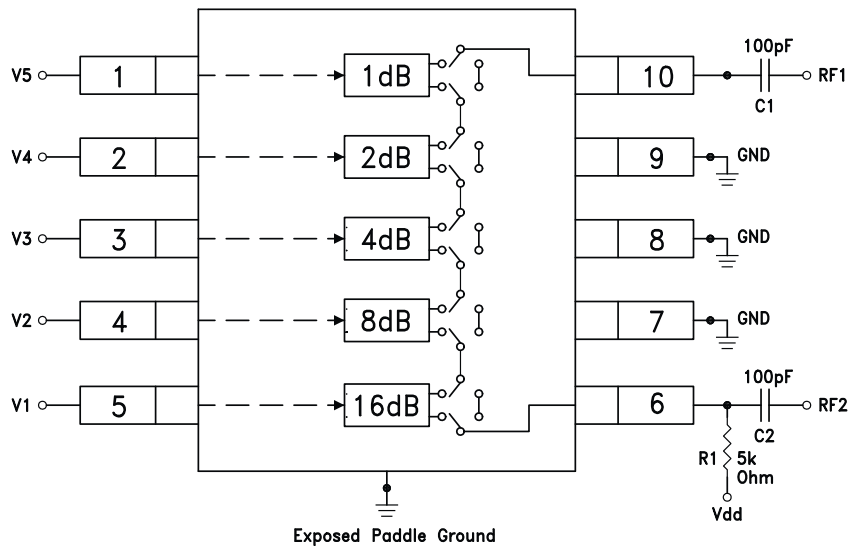 100pF
V5
1
1dB
10
RF1
C1
V4
2
2dB
9
GND
V3
3
4dB
8
GND
V2
4
8dB
7
GND
100pF
V1
5
16dB
6
RF2
C2
R1
5k
Ohm
Vdd
Exposed Paddle Ground